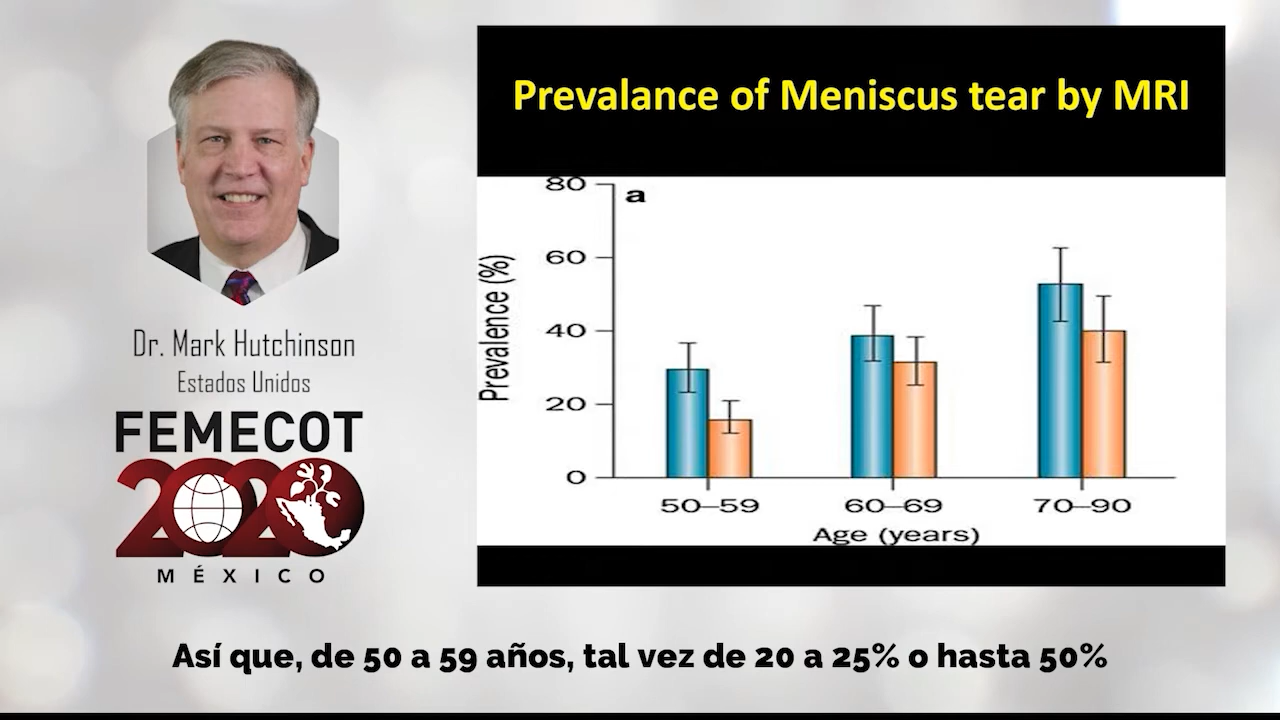 Prevalance of Meniscus tear by MRI
a
80
60
40
20
0
Prevalence (%)
50–59 60–69 70–90
Age (years)
Dr. Mark Hutchinson
Estados Unidos
FEMECOT
2020
MÉXICO
Así que, de 50 a 59 años, tal vez de 20 a 25% o hasta 50%